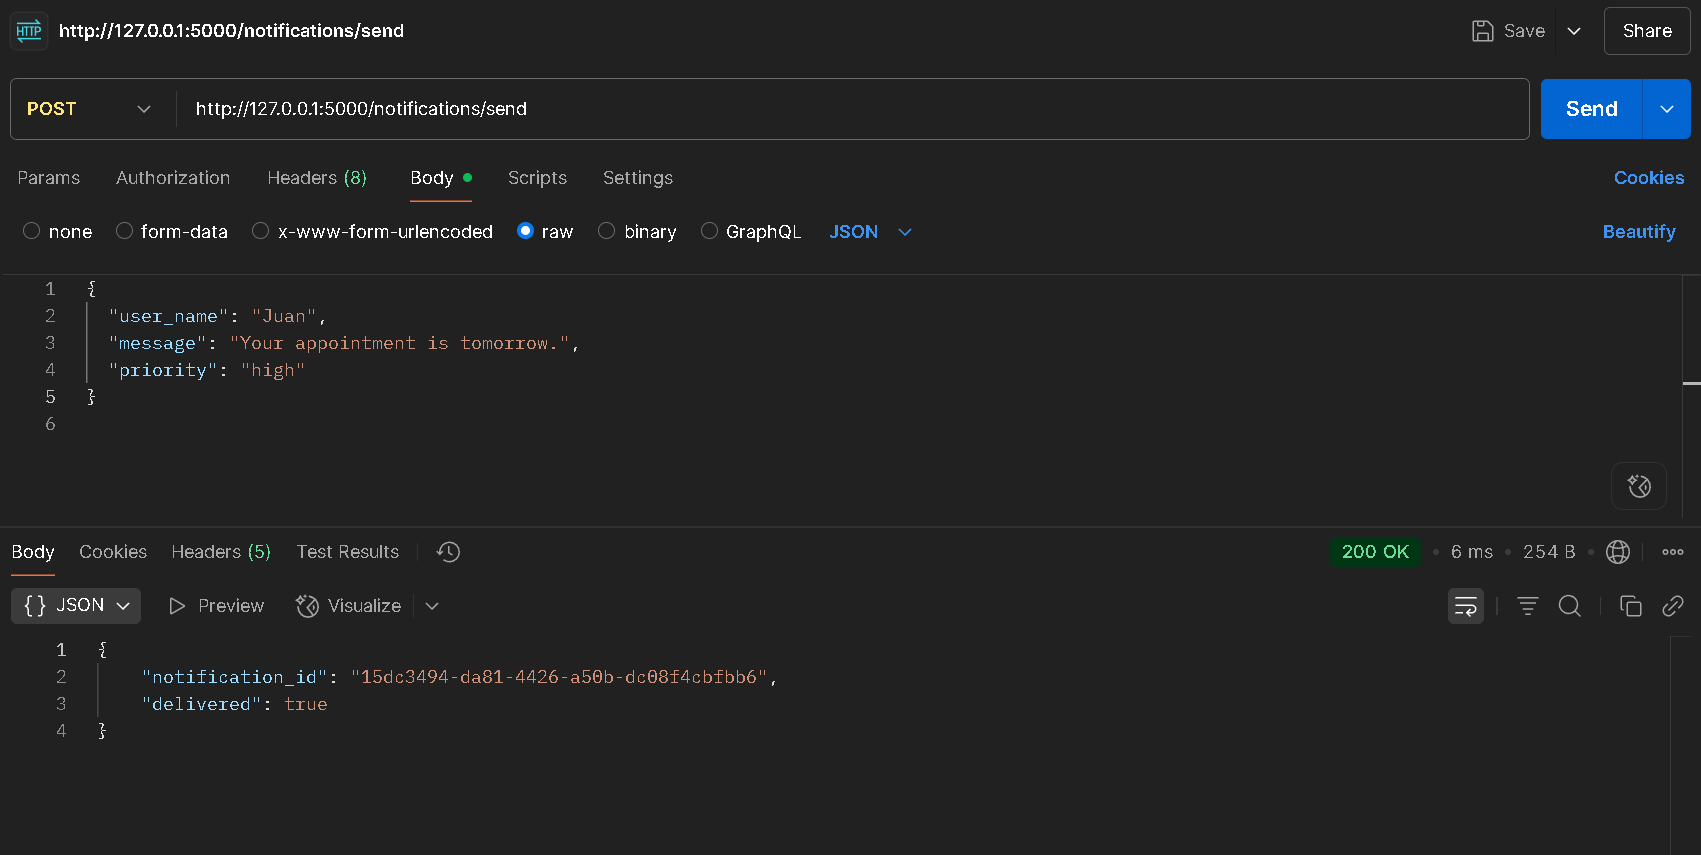 HTTP http://127.0.0.1:5000/notifications/send Save Share
POST http://127.0.0.1:5000/notifications/send Send
Params Authorization Headers (8) Body Scripts Settings Cookies
none form-data x-www-form-urlencoded raw binary GraphQL JSON Beautify
1 {
2 "user_name": "Juan",
3 "message": "Your appointment is tomorrow.",
4 "priority": "high"
5 }
6
Body Cookies Headers (5) Test Results 200 OK • 6 ms • 254 B •
{} JSON Preview Visualize
1 {
2 "notification_id": "15dc3494-da81-4426-a50b-dc08f4cbfbb6",
3 "delivered": true
4 }